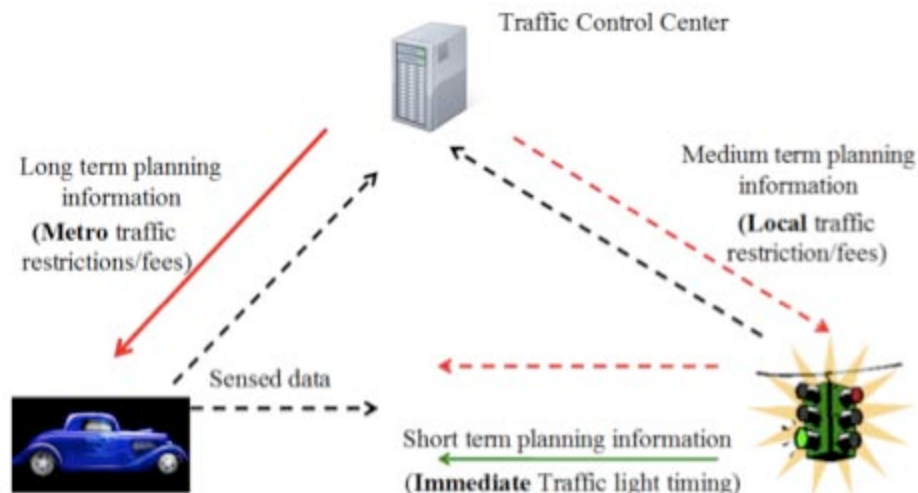 Traffic Control Center
Long term planning
information
(Metro traffic
restrictions/fees)
Medium term planning
information
(Local traffic
restriction/fees)
Sensed data
Short term planning information
(Immediate Traffic light timing)